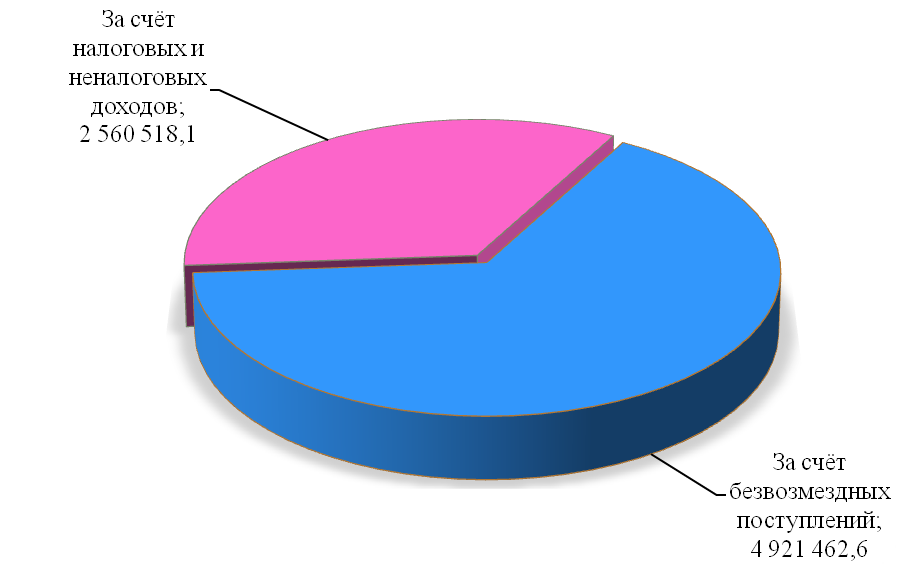 За счёт
налоговых и
неналоговых
доходов;
2 560 518,1
За счёт
безвозмездных
поступлений;
4 921 462,6